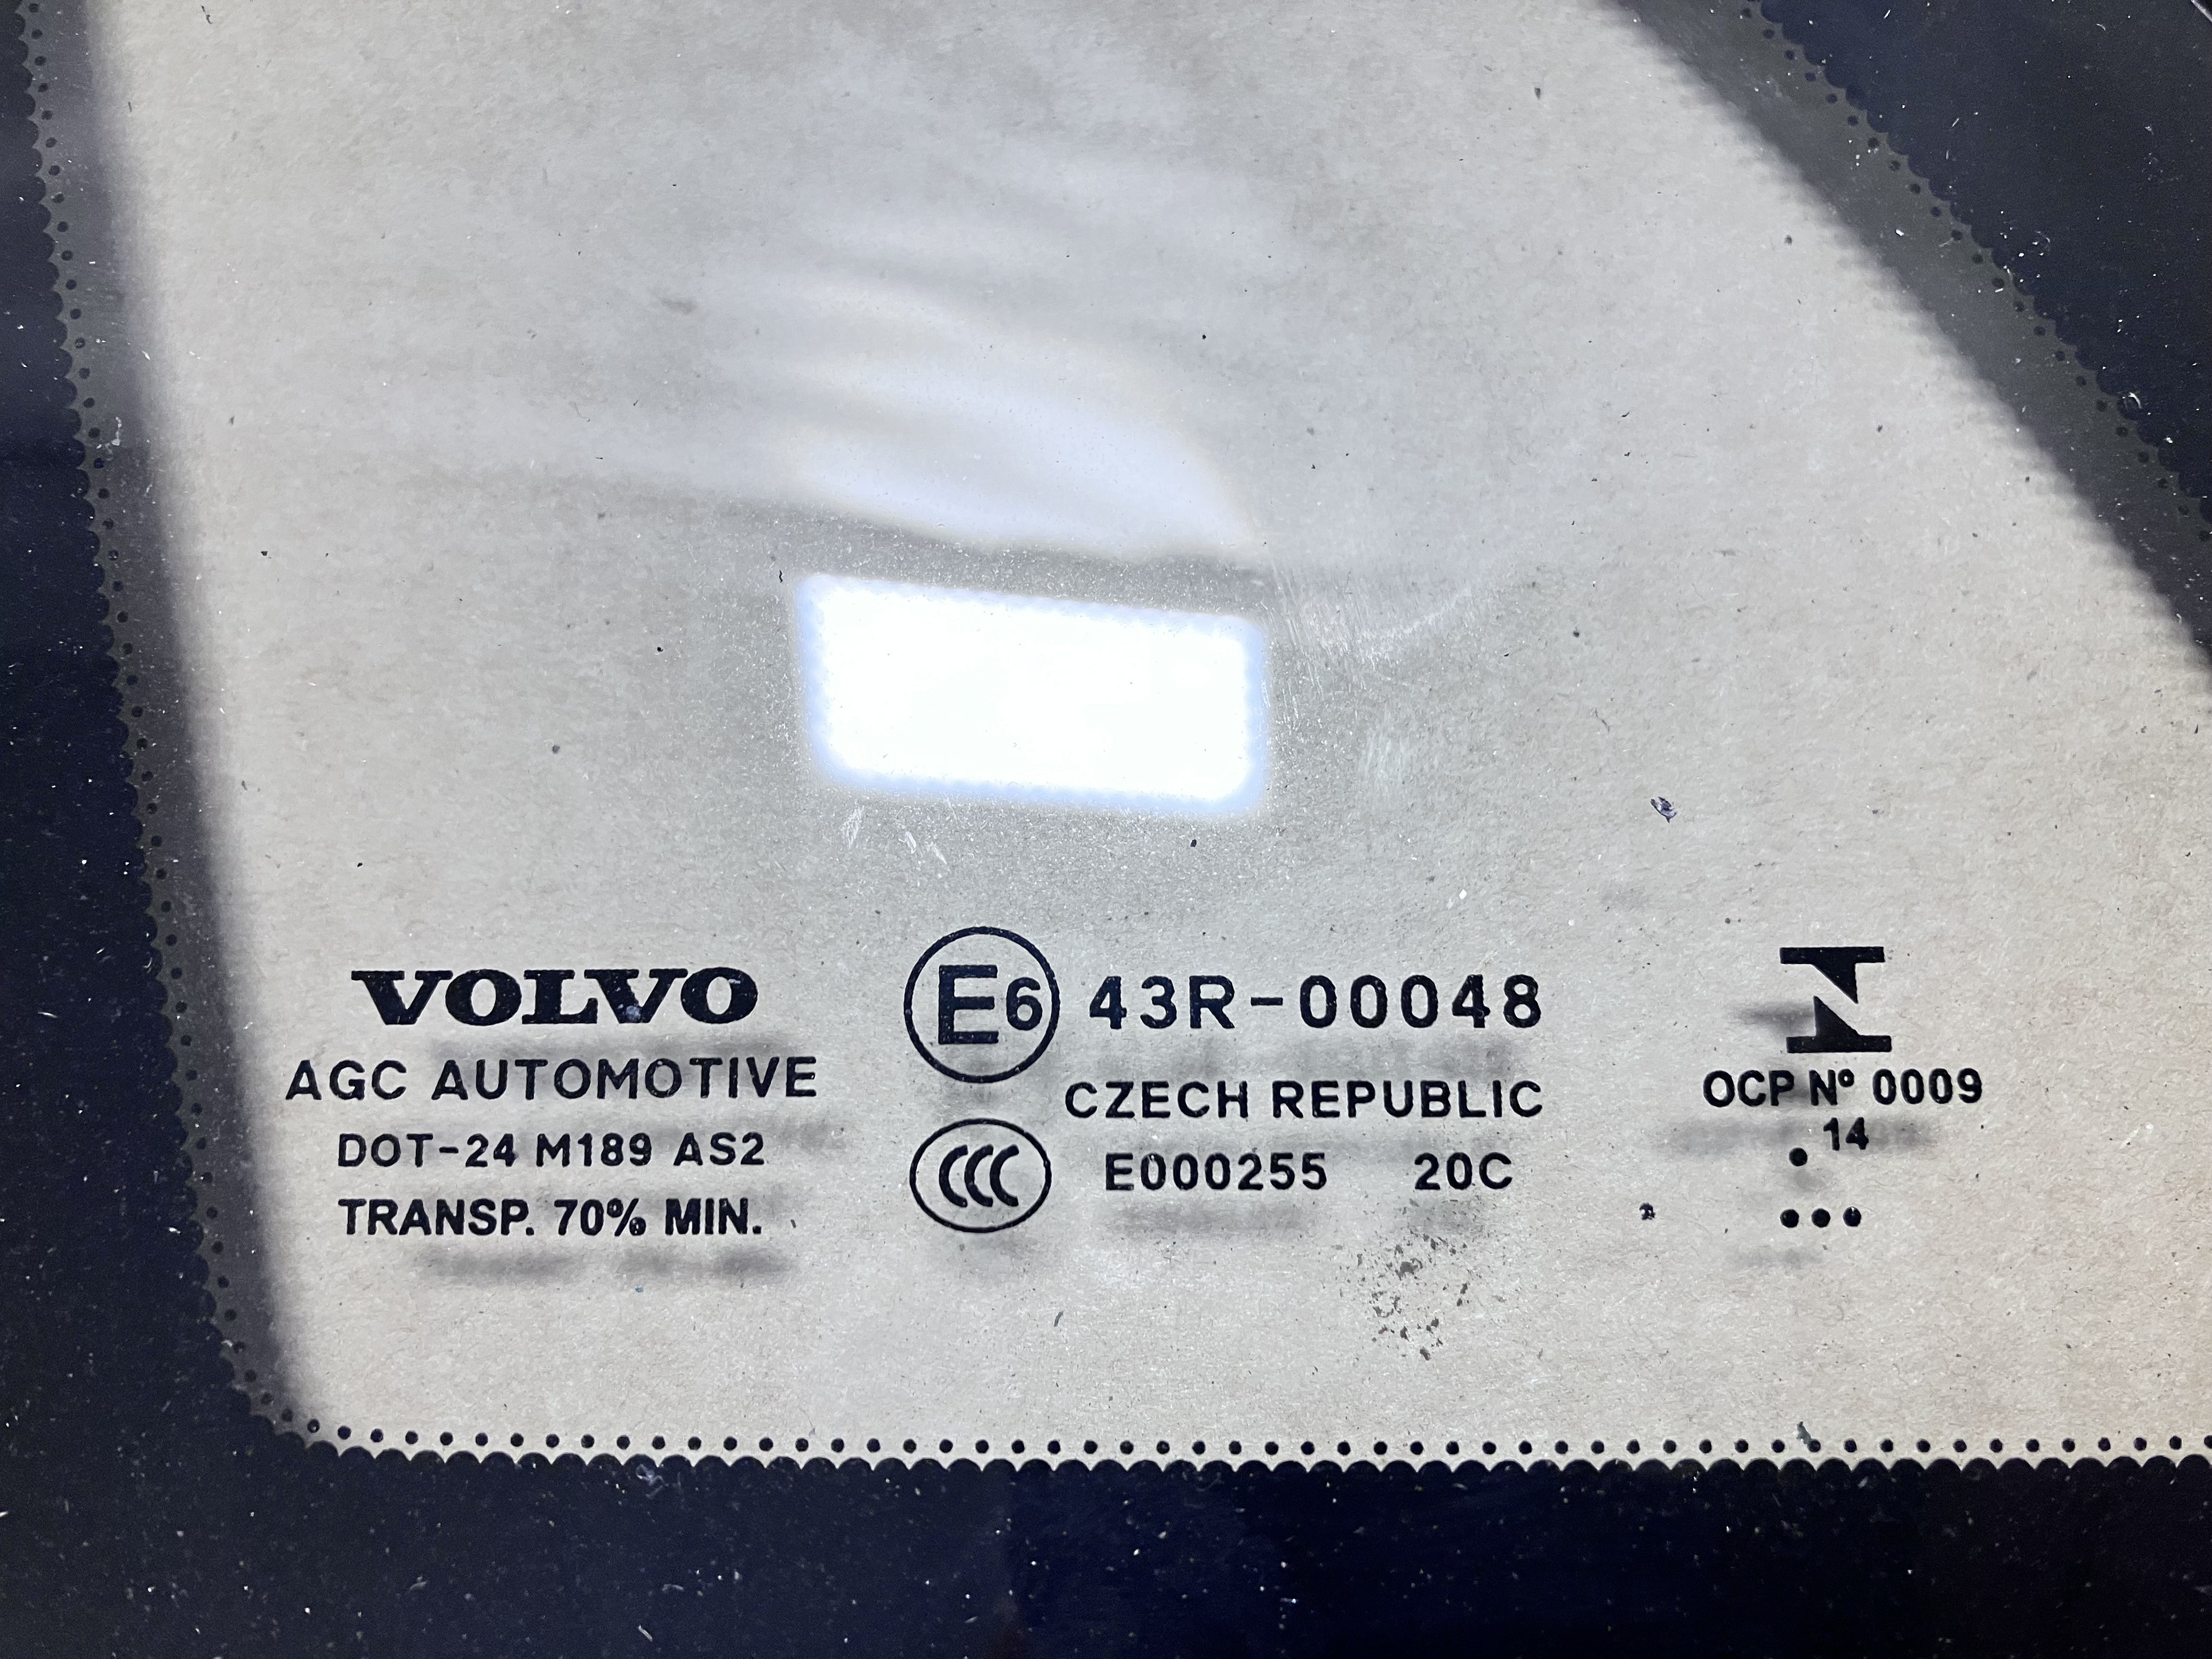 VOLVO
AGC AUTOMOTIVE
DOT-24 M189 AS2
TRANSP. 70% MIN.
E6 43R-00048
CZECH REPUBLIC
CCC E000255 20C
OCP Nº 0009
14